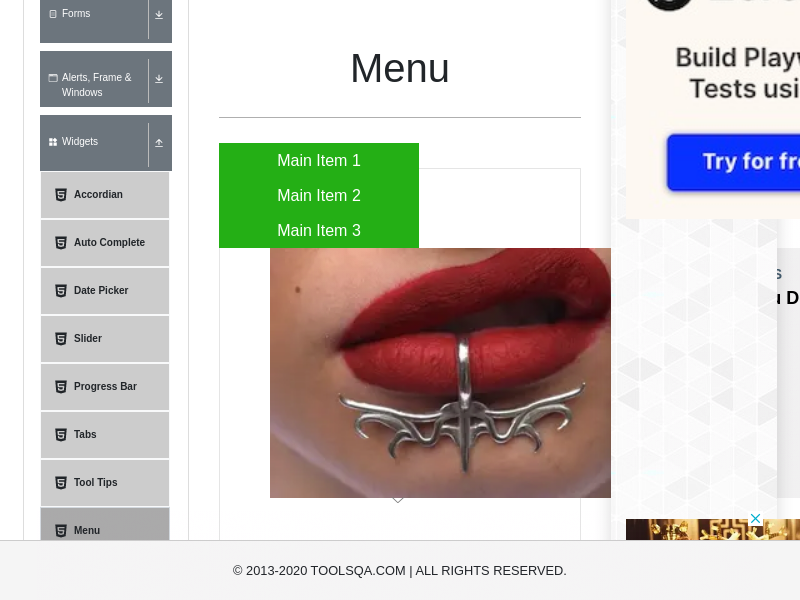 Forms
Alerts, Frame &
Windows
Widgets
Accordian
Auto Complete
Date Picker
Slider
Progress Bar
Tabs
Tool Tips
Menu
Menu
Main Item 1
Main Item 2
Main Item 3
Build Playw
Tests usi
Try for fre
s
u D
© 2013-2020 TOOLSQA.COM | ALL RIGHTS RESERVED.